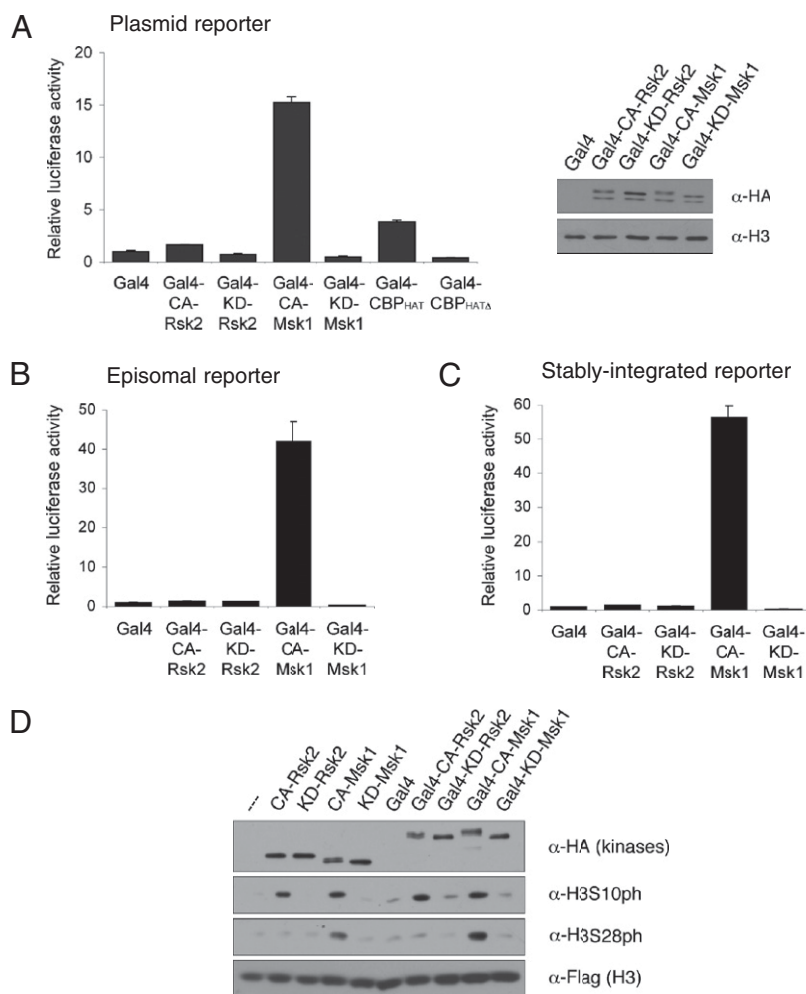 A Plasmid reporter
Relative luciferase activity
20
15
10
5
0
Gal4
Gal4-CA-Rsk2
Gal4-KD-Rsk2
Gal4-CA-Msk1
Gal4-KD-Msk1
Gal4-CBPHAT
Gal4-CBPHATΔ
Gal4
Gal4-CA-Rsk2
Gal4-KD-Rsk2
Gal4-CA-Msk1
Gal4-KD-Msk1
α-HA
α-H3
B Episomal reporter
Relative luciferase activity
50
40
30
20
10
0
Gal4
Gal4-CA-Rsk2
Gal4-KD-Rsk2
Gal4-CA-Msk1
Gal4-KD-Msk1
C Stably-integrated reporter
Relative luciferase activity
60
50
40
30
20
10
0
Gal4
Gal4-CA-Rsk2
Gal4-KD-Rsk2
Gal4-CA-Msk1
Gal4-KD-Msk1
D
---
CA-Rsk2
KD-Rsk2
CA-Msk1
KD-Msk1
Gal4
Gal4-CA-Rsk2
Gal4-KD-Rsk2
Gal4-CA-Msk1
Gal4-KD-Msk1
α-HA (kinases)
α-H3S10ph
α-H3S28ph
α-Flag (H3)